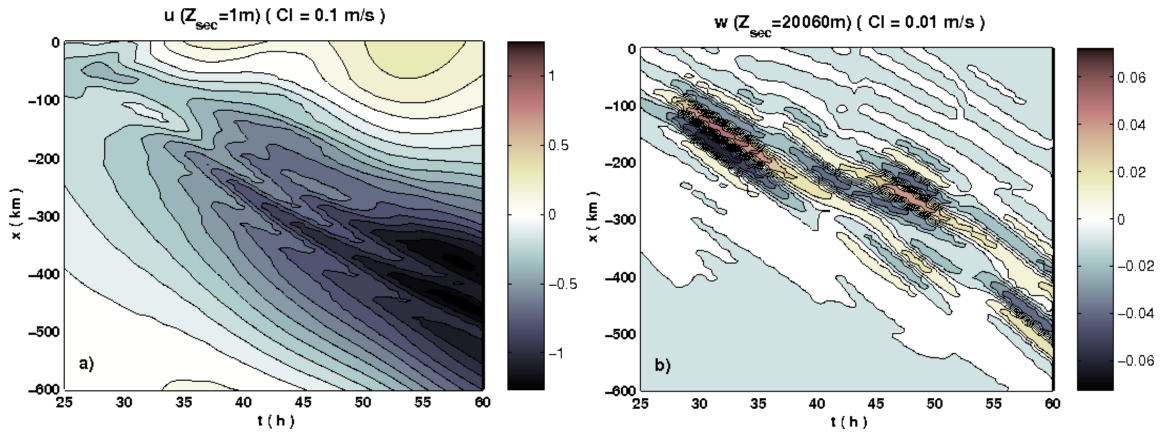 u (Z_sec=1m) ( CI = 0.1 m/s )
0
−100
−200
−300
−400
−500
−600
x ( km )
25 30 35 40 45 50 55 60
t ( h )
a)
1
0.5
0
−0.5
−1
w (Z_sec=20060m) ( CI = 0.01 m/s )
0
−100
−200
−300
−400
−500
−600
x ( km )
25 30 35 40 45 50 55 60
t ( h )
b)
0.06
0.04
0.02
0
−0.02
−0.04
−0.06